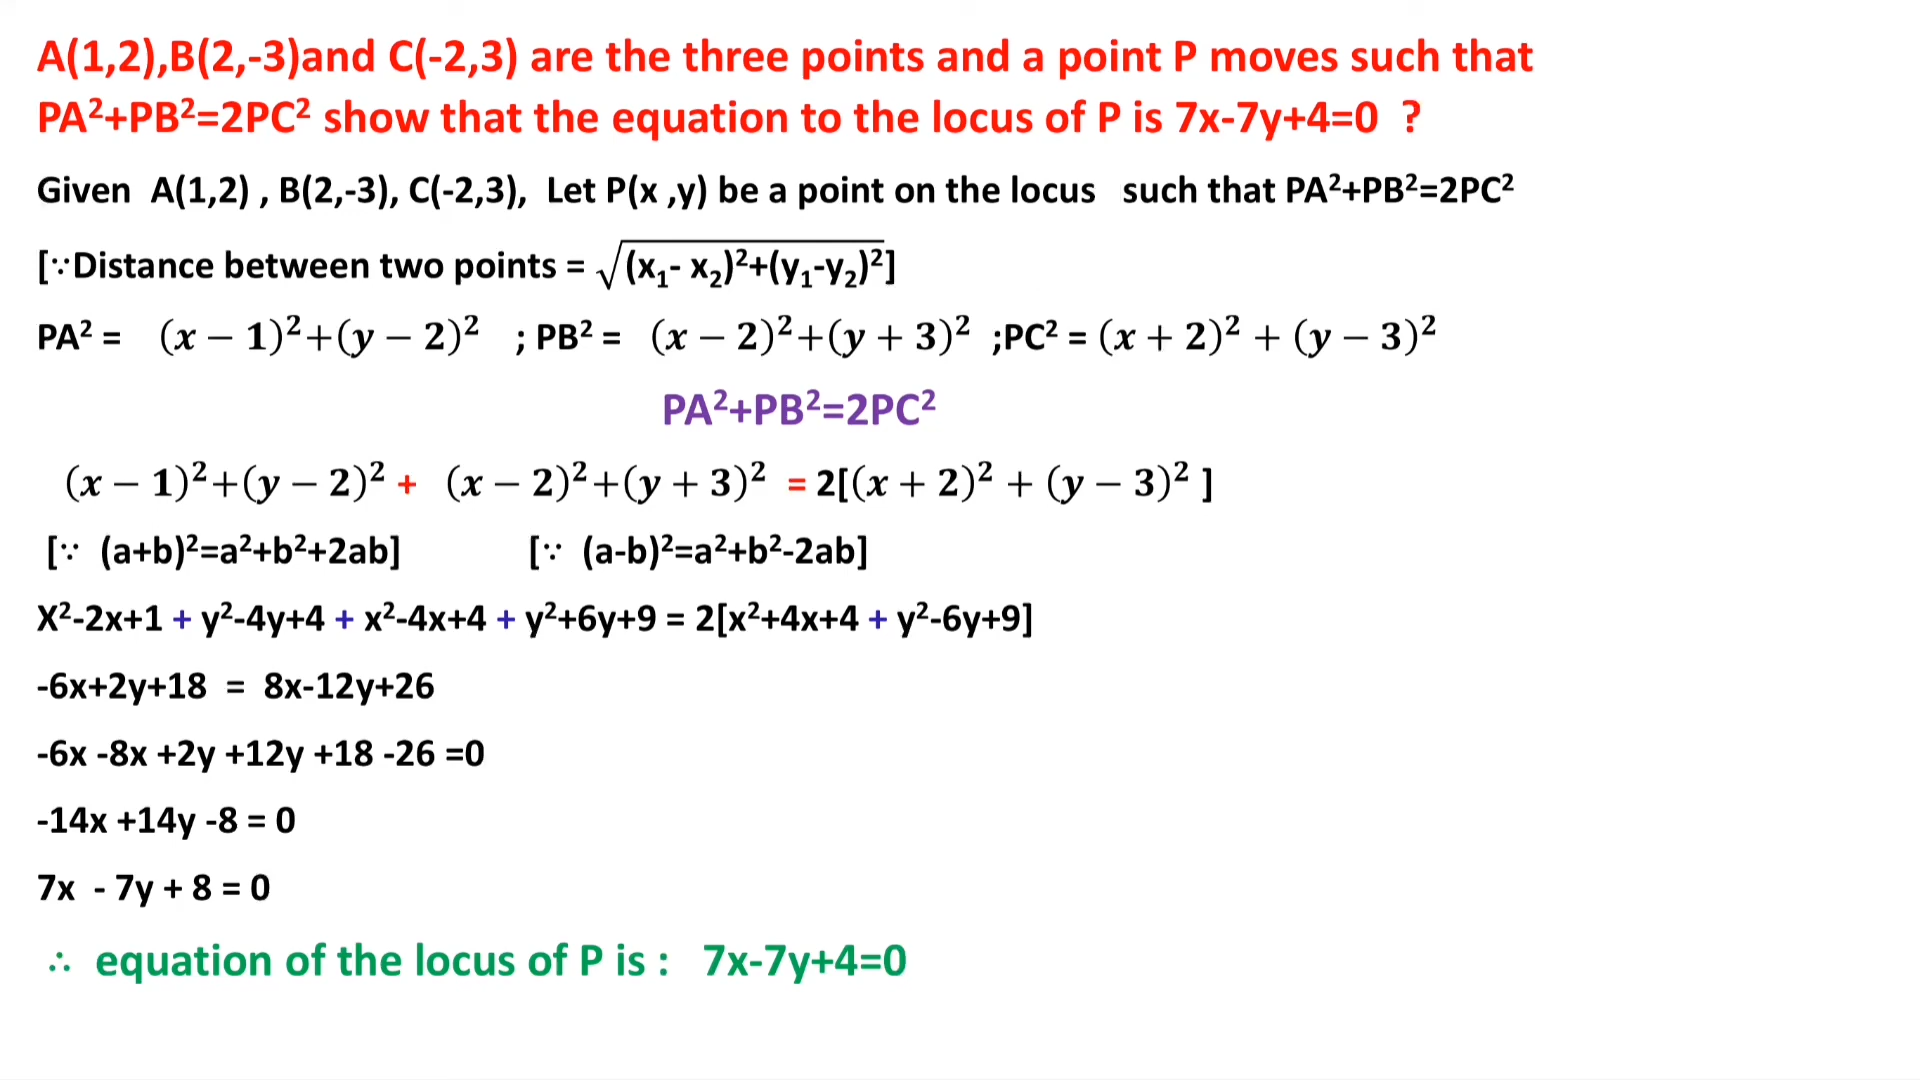 A(1,2),B(2,-3)and C(-2,3) are the three points and a point P moves such that
PA²+PB²=2PC² show that the equation to the locus of P is 7x-7y+4=0 ?
Given A(1,2) , B(2,-3), C(-2,3), Let P(x ,y) be a point on the locus such that PA²+PB²=2PC²
[∵Distance between two points = √(x₁- x₂)²+(y₁-y₂)²]
PA² = (x − 1)²+(y − 2)² ; PB² = (x − 2)²+(y + 3)² ;PC² = (x + 2)² + (y − 3)²
PA²+PB²=2PC²
(x − 1)²+(y − 2)² + (x − 2)²+(y + 3)² = 2[(x + 2)² + (y − 3)² ]
[∵ (a+b)²=a²+b²+2ab] [∵ (a-b)²=a²+b²-2ab]
X²-2x+1 + y²-4y+4 + x²-4x+4 + y²+6y+9 = 2[x²+4x+4 + y²-6y+9]
-6x+2y+18 = 8x-12y+26
-6x -8x +2y +12y +18 -26 =0
-14x +14y -8 = 0
7x - 7y + 8 = 0
∴ equation of the locus of P is : 7x-7y+4=0